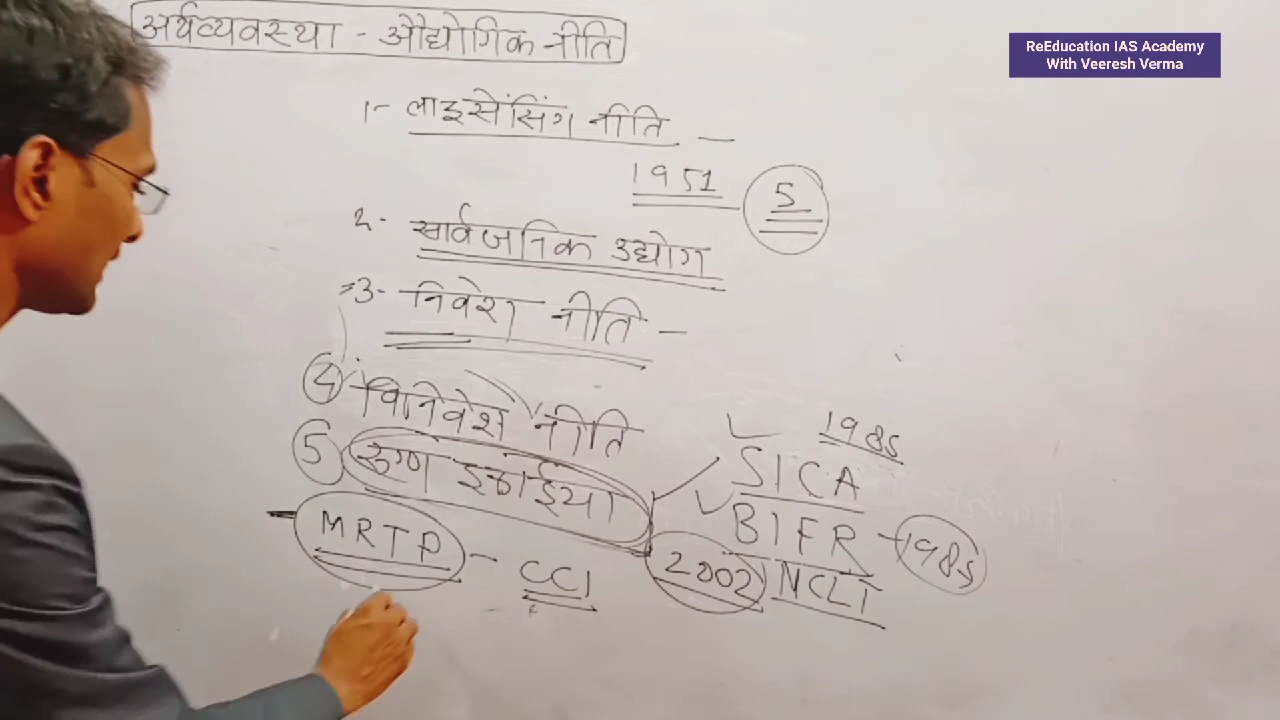 अर्थव्यवस्था - औद्योगिक नीति
ReEducation IAS Academy
With Veeresh Verma
1- लाइसेंसिंग नीति -
1951 - 5
2- सार्वजनिक उद्योग
3- निवेश नीति -
4 विनिवेश नीति
5 रुग्ण इकाईया
1985
SICA
BIFR - 1985
2002 NCLT
- MRTP - CCI